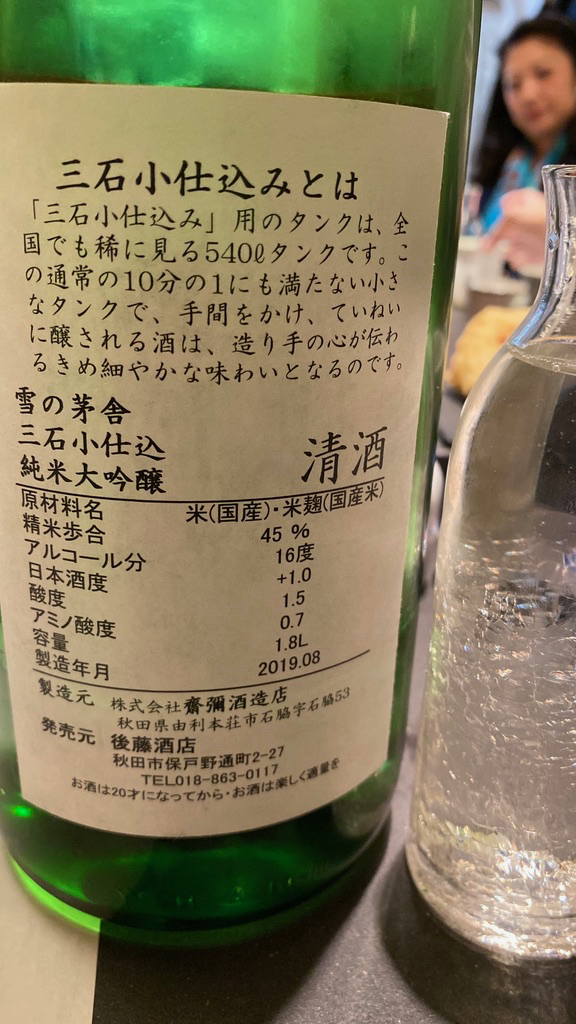 三石小仕込みとは
「三石小仕込み」用のタンクは、全
国でも稀に見る540ℓタンクです。こ
の通常の10分の1にも満たない小さ
なタンクで、手間をかけ、ていねい
に醸される酒は、造り手の心が伝わ
るきめ細やかな味わいとなるのです。
雪の茅舎
三石小仕込
純米大吟醸
清酒
原材料名 米(国産)・米麹(国産米)
精米歩合 45 %
アルコール分 16度
日本酒度 +1.0
酸度 1.5
アミノ酸度 0.7
容量 1.8L
製造年月 2019.08
製造元 株式会社齋彌酒造店
秋田県由利本荘市石脇字石脇53
発売元 後藤酒店
秋田市保戸野通町2-27
TEL018-863-0117
お酒は20才になってから・お酒は楽しく適量を